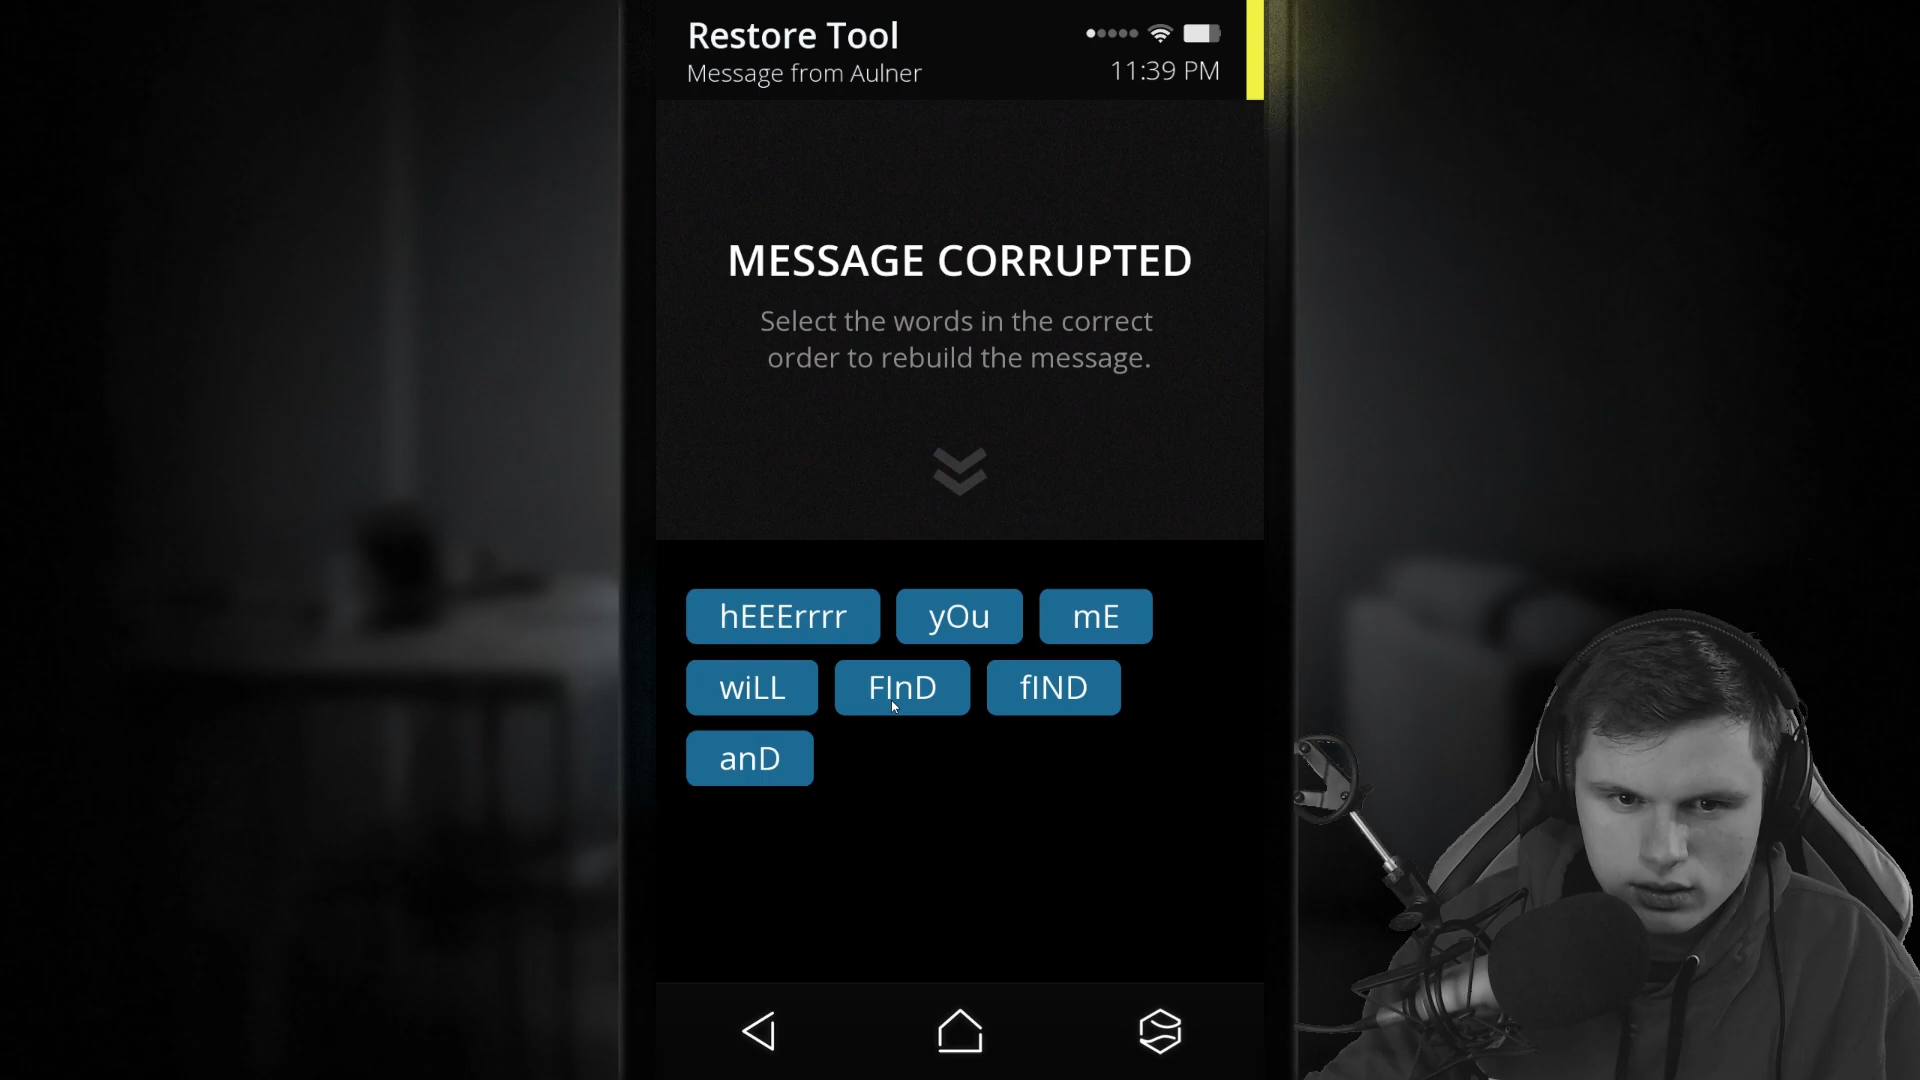 Restore Tool
Message from Aulner
11:39 PM
MESSAGE CORRUPTED
Select the words in the correct
order to rebuild the message.
hEEErrrr yOu mE
wiLL FInD fIND
anD